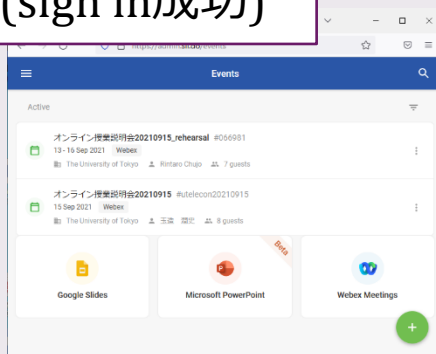 (sign in成功)
Events
Active
オンライン授業説明会20210915_rehearsal #066981
13 - 16 Sep 2021 Webex
The University of Tokyo Rintaro Chujo 7 guests
オンライン授業説明会20210915 #utelecon20210915
15 Sep 2021 Webex
The University of Tokyo 8 guests
Beta
Google Slides
Microsoft PowerPoint
Webex Meetings